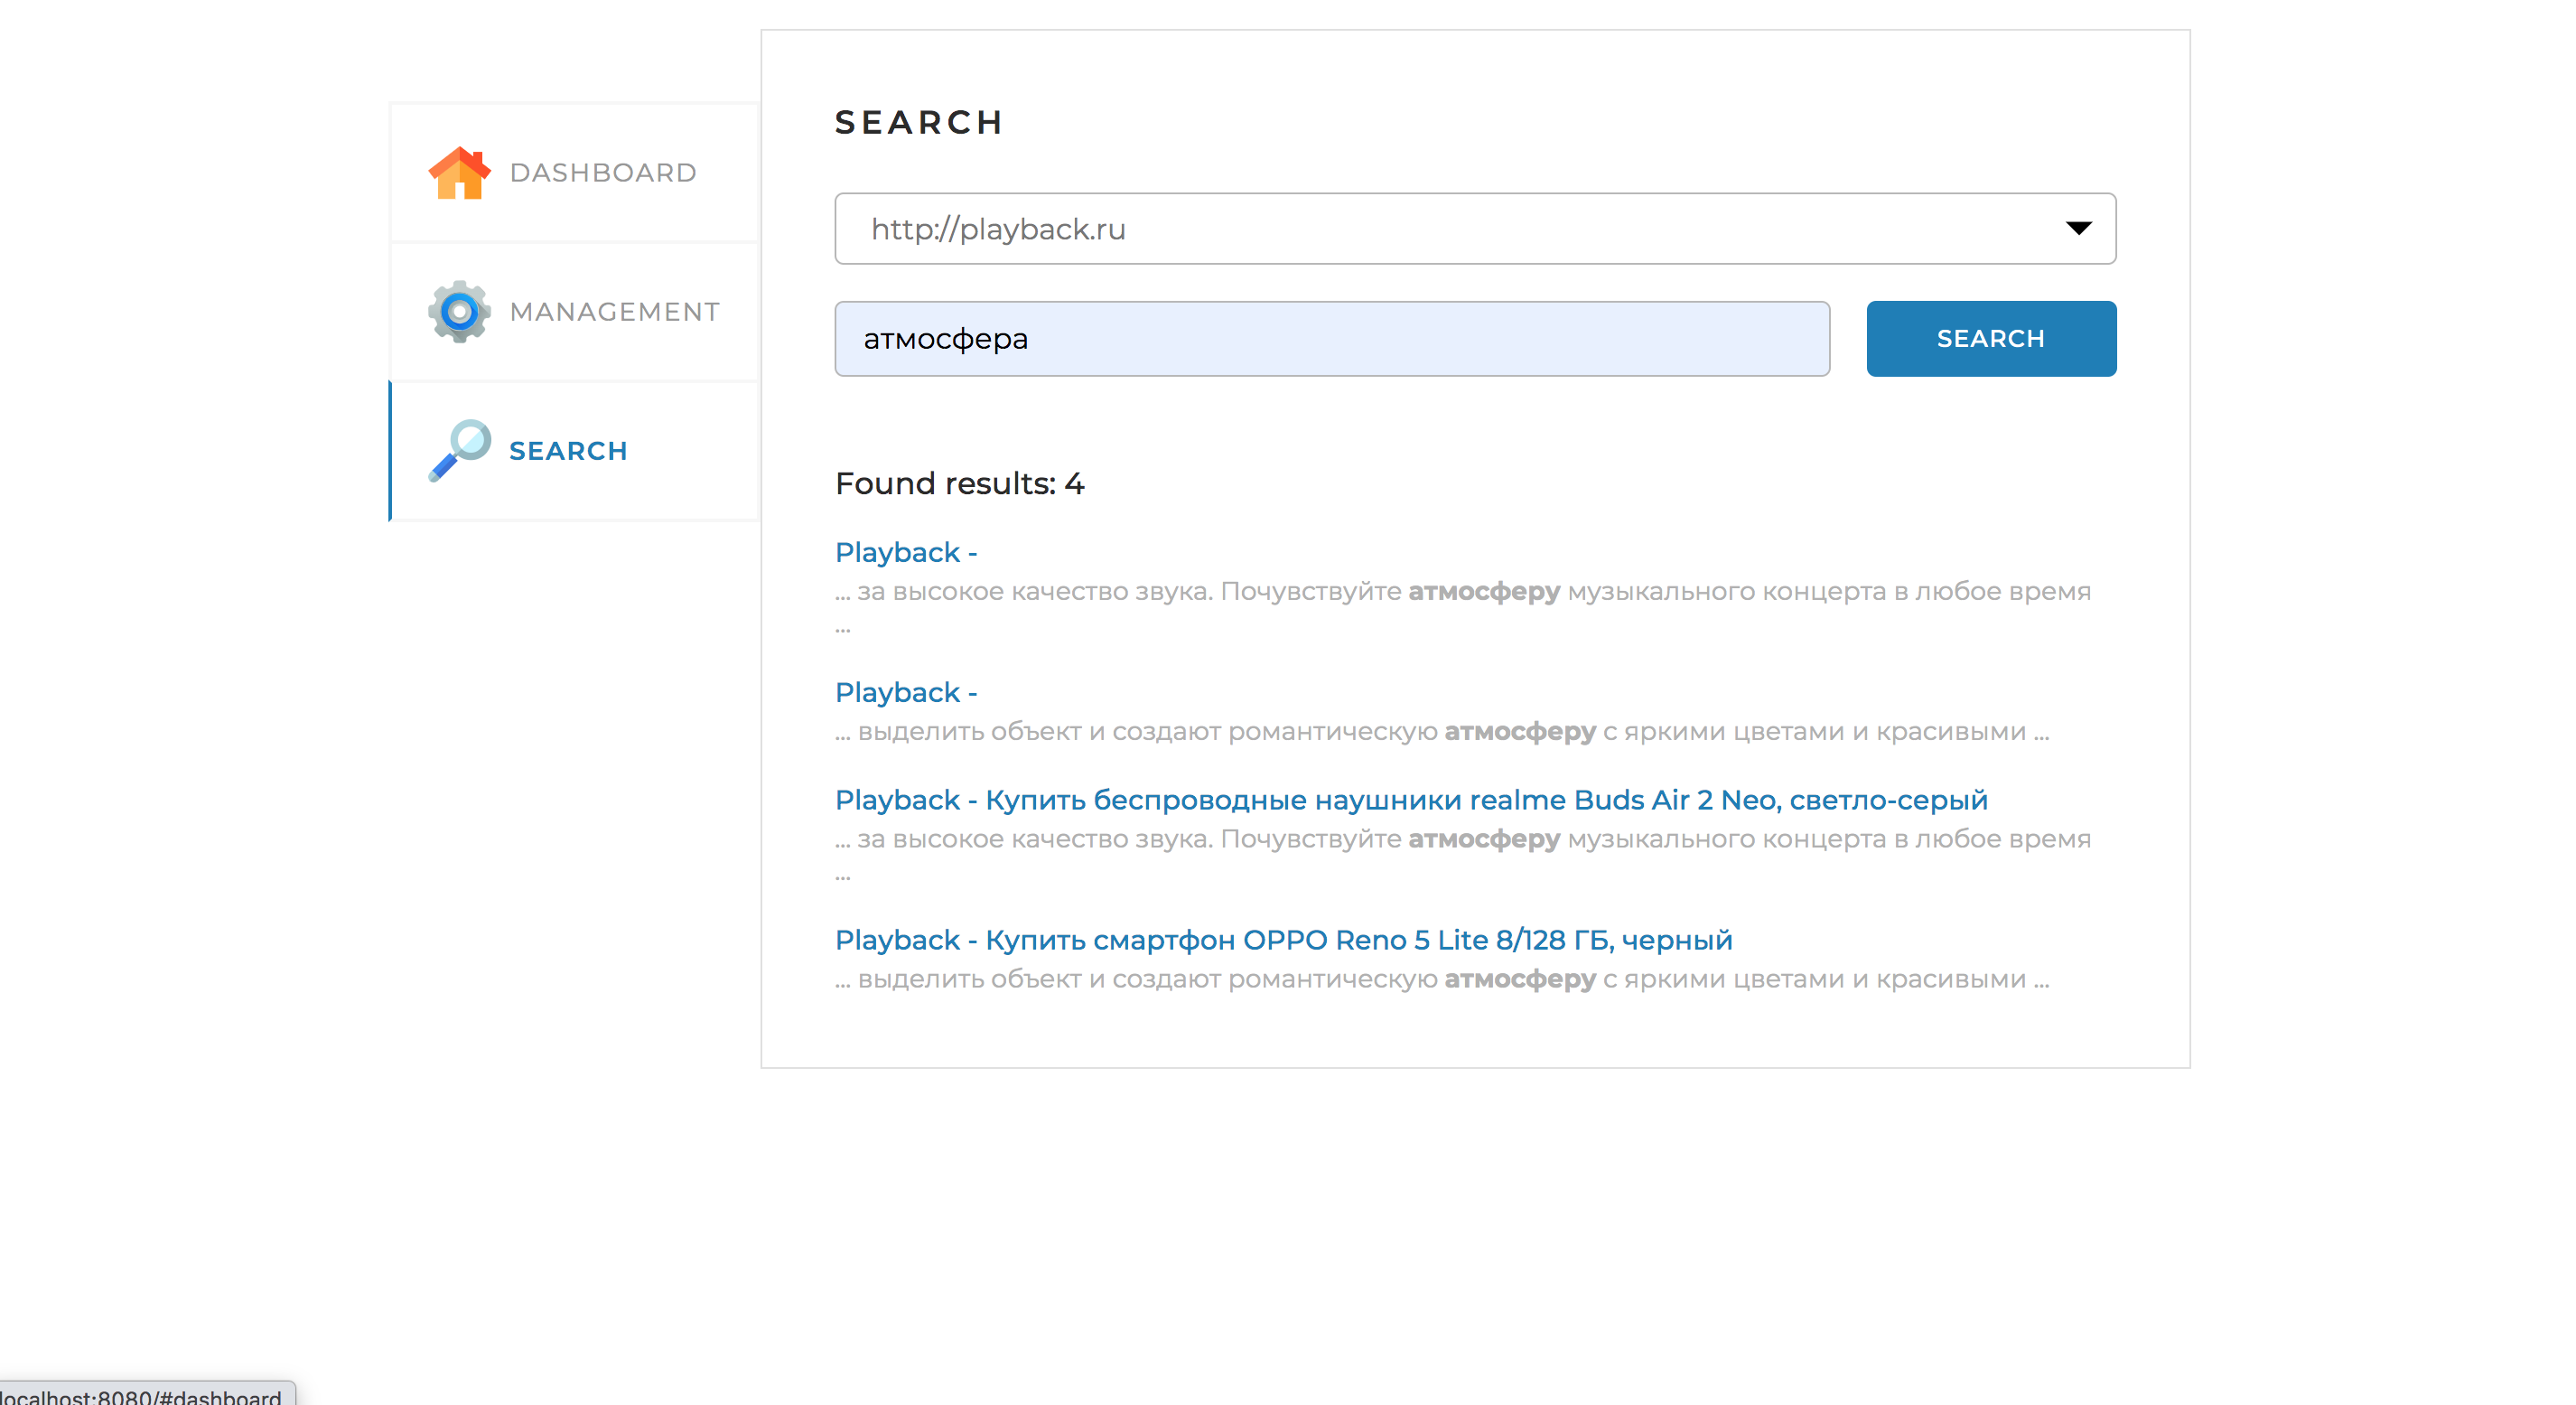 DASHBOARD
MANAGEMENT
SEARCH
SEARCH
http://playback.ru
атмосфера
SEARCH
Found results: 4
Playback -
... за высокое качество звука. Почувствуйте атмосферу музыкального концерта в любое время
...
Playback -
... выделить объект и создают романтическую атмосферу с яркими цветами и красивыми ...
Playback - Купить беспроводные наушники realme Buds Air 2 Neo, светло-серый
... за высокое качество звука. Почувствуйте атмосферу музыкального концерта в любое время
...
Playback - Купить смартфон OPPO Reno 5 Lite 8/128 ГБ, черный
... выделить объект и создают романтическую атмосферу с яркими цветами и красивыми ...
localhost:8080/#dashboard